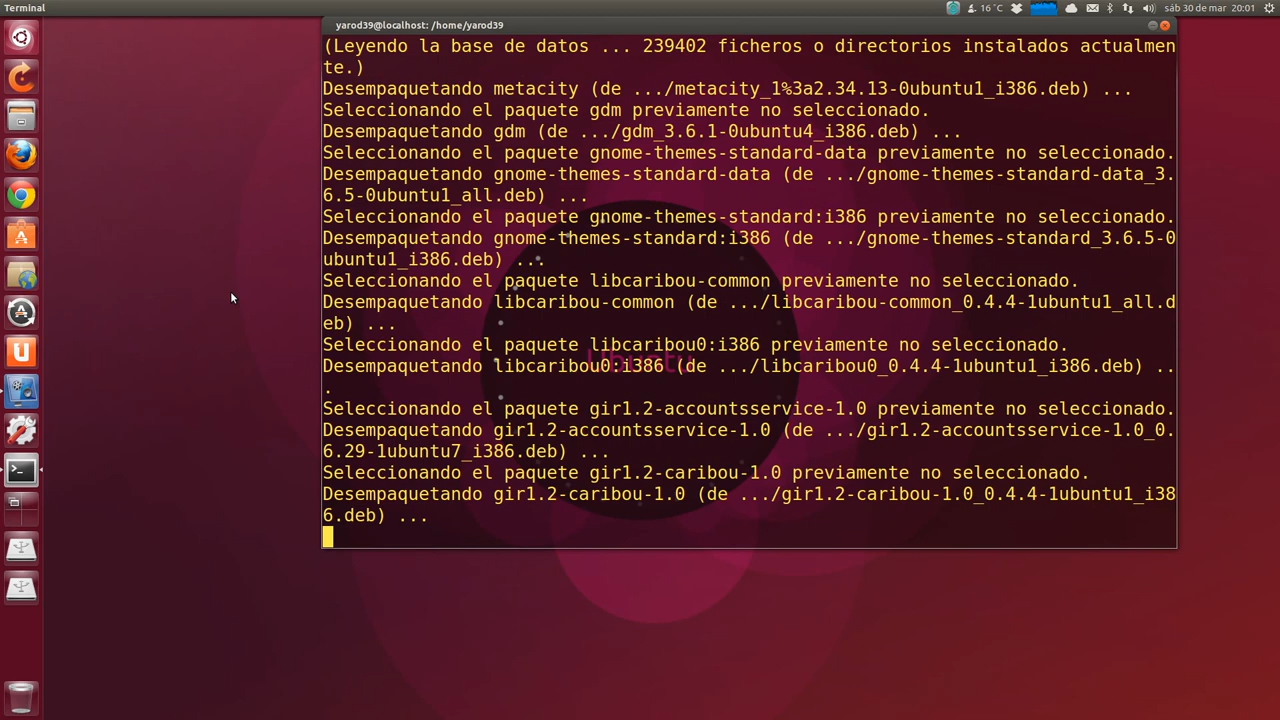 Terminal
16 °C
sáb 30 de mar 20:01
yarod39@localhost: /home/yarod39
(Leyendo la base de datos ... 239402 ficheros o directorios instalados actualmen
te.)
Desempaquetando metacity (de .../metacity_1%3a2.34.13-0ubuntu1_i386.deb) ...
Seleccionando el paquete gdm previamente no seleccionado.
Desempaquetando gdm (de .../gdm_3.6.1-0ubuntu4_i386.deb) ...
Seleccionando el paquete gnome-themes-standard-data previamente no seleccionado.
Desempaquetando gnome-themes-standard-data (de .../gnome-themes-standard-data_3.
6.5-0ubuntu1_all.deb) ...
Seleccionando el paquete gnome-themes-standard:i386 previamente no seleccionado.
Desempaquetando gnome-themes-standard:i386 (de .../gnome-themes-standard_3.6.5-0
ubuntu1_i386.deb) ...
Seleccionando el paquete libcaribou-common previamente no seleccionado.
Desempaquetando libcaribou-common (de .../libcaribou-common_0.4.4-1ubuntu1_all.d
eb) ...
Seleccionando el paquete libcaribou0:i386 previamente no seleccionado.
Desempaquetando libcaribou0:i386 (de .../libcaribou0_0.4.4-1ubuntu1_i386.deb) ..
.
Seleccionando el paquete gir1.2-accountsservice-1.0 previamente no seleccionado.
Desempaquetando gir1.2-accountsservice-1.0 (de .../gir1.2-accountsservice-1.0_0.
6.29-1ubuntu7_i386.deb) ...
Seleccionando el paquete gir1.2-caribou-1.0 previamente no seleccionado.
Desempaquetando gir1.2-caribou-1.0 (de .../gir1.2-caribou-1.0_0.4.4-1ubuntu1_i38
6.deb) ...
ubuntu